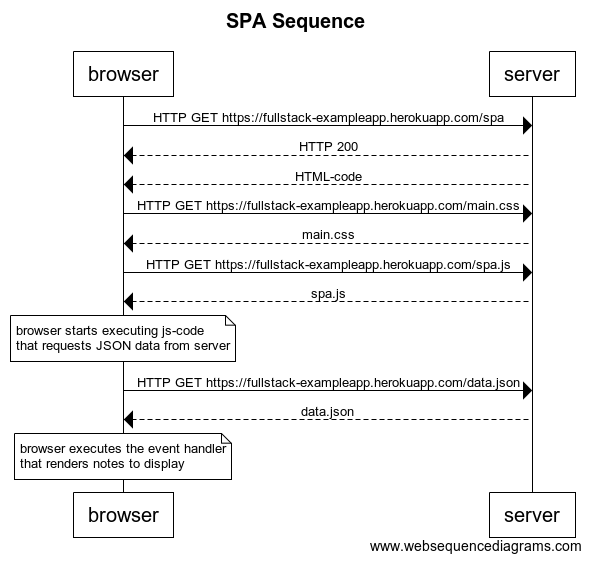 SPA Sequence
browser
server
HTTP GET https://fullstack-exampleapp.herokuapp.com/spa
HTTP 200
HTML-code
HTTP GET https://fullstack-exampleapp.herokuapp.com/main.css
main.css
HTTP GET https://fullstack-exampleapp.herokuapp.com/spa.js
spa.js
browser starts executing js-code
that requests JSON data from server
HTTP GET https://fullstack-exampleapp.herokuapp.com/data.json
data.json
browser executes the event handler
that renders notes to display
browser
server
www.websequencediagrams.com